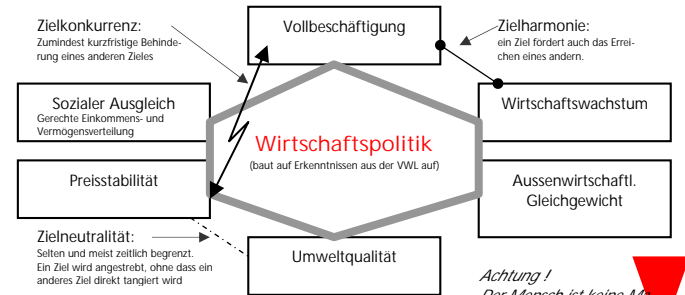 Zielkonkurrenz:
Zumindest kurzfristige Behinde-
rung eines anderen Zieles
Vollbeschäftigung
Zielharmonie:
ein Ziel fördert auch das Errei-
chen eines andern.
Sozialer Ausgleich
Gerechte Einkommens- und
Vermögensverteilung
Wirtschaftswachstum
Wirtschaftspolitik
(baut auf Erkenntnissen aus der VWL auf)
Preisstabilität
Aussenwirtschaftl.
Gleichgewicht
Zielneutralität:
Selten und meist zeitlich begrenzt.
Ein Ziel wird angestrebt, ohne dass ein
anderes Ziel direkt tangiert wird
Umweltqualität
Achtung !
Der Mensch ist keine